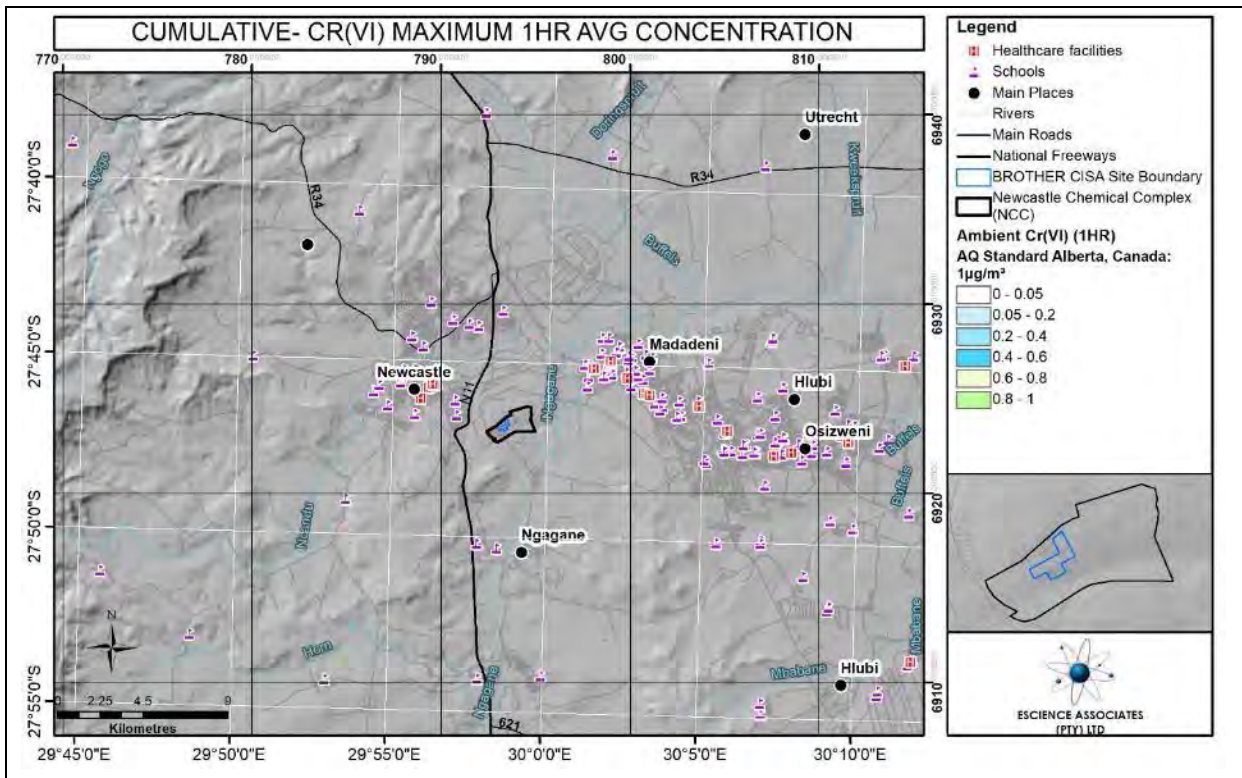 CUMULATIVE- CR(VI) MAXIMUM 1HR AVG CONCENTRATION
770
780
790
800
810
27°40'0"S
27°45'0"S
27°50'0"S
27°55'0"S
6940
6930
6920
6910
Ngogo
R34
Doringspruit
Utrecht
R34
Buffels
Newcastle
N11
Ngagane
Madadeni
Hlubi
Osizweni
Buffels
Buffels
Ngagane
Horn
Ngagane
621
Mbabane
Mbabane
Hlubi
N
0 2.25 4.5 9
Kilometres
29°45'0"E
29°50'0"E
29°55'0"E
30°0'0"E
30°5'0"E
30°10'0"E
Legend
Healthcare facilities
Schools
Main Places
Rivers
Main Roads
National Freeways
BROTHER CISA Site Boundary
Newcastle Chemical Complex
(NCC)
Ambient Cr(VI) (1HR)
AQ Standard Alberta, Canada:
1µg/m³
0 - 0.05
0.05 - 0.2
0.2 - 0.4
0.4 - 0.6
0.6 - 0.8
0.8 - 1
ESCIENCE ASSOCIATES
(PTY) LTD